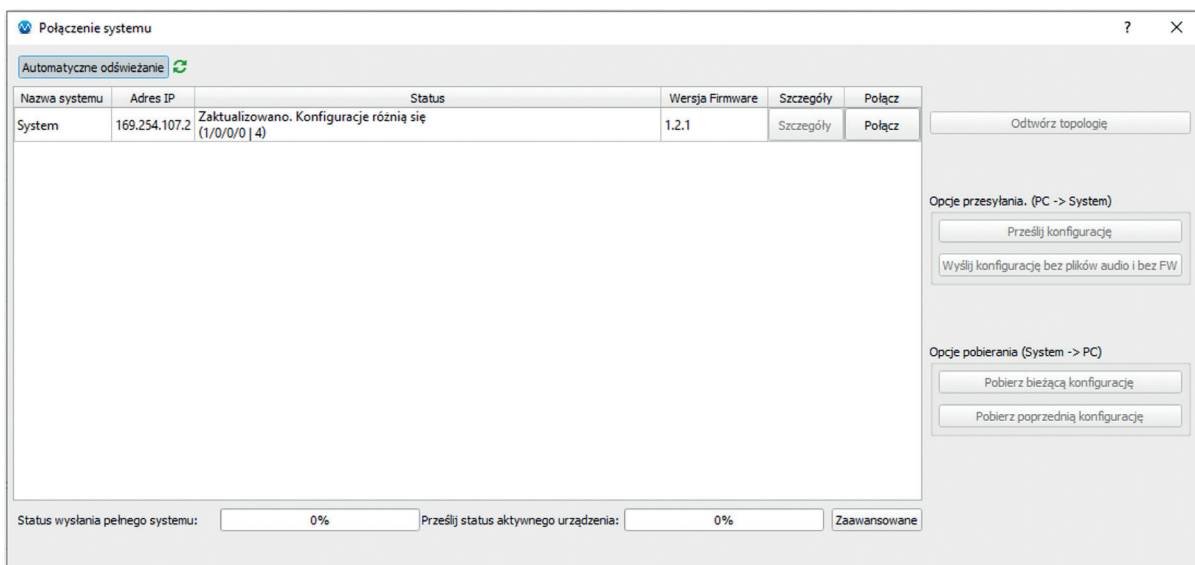 Połączenie systemu
Automatyczne odświeżanie
Nazwa systemu Adres IP Status Wersja Firmware Szczegóły Połącz
System 169.254.107.2 Zaktualizowano. Konfiguracje różnią się
(1/0/0/0 | 4) 1.2.1 Szczegóły Połącz
Odtwórz topologię
Opcje przesyłania. (PC -> System)
Prześlij konfigurację
Wyślij konfigurację bez plików audio i bez FW
Opcje pobierania (System -> PC)
Pobierz bieżącą konfigurację
Pobierz poprzednią konfigurację
Status wysłania pełnego systemu: 0% Prześlij status aktywnego urządzenia: 0% Zaawansowane